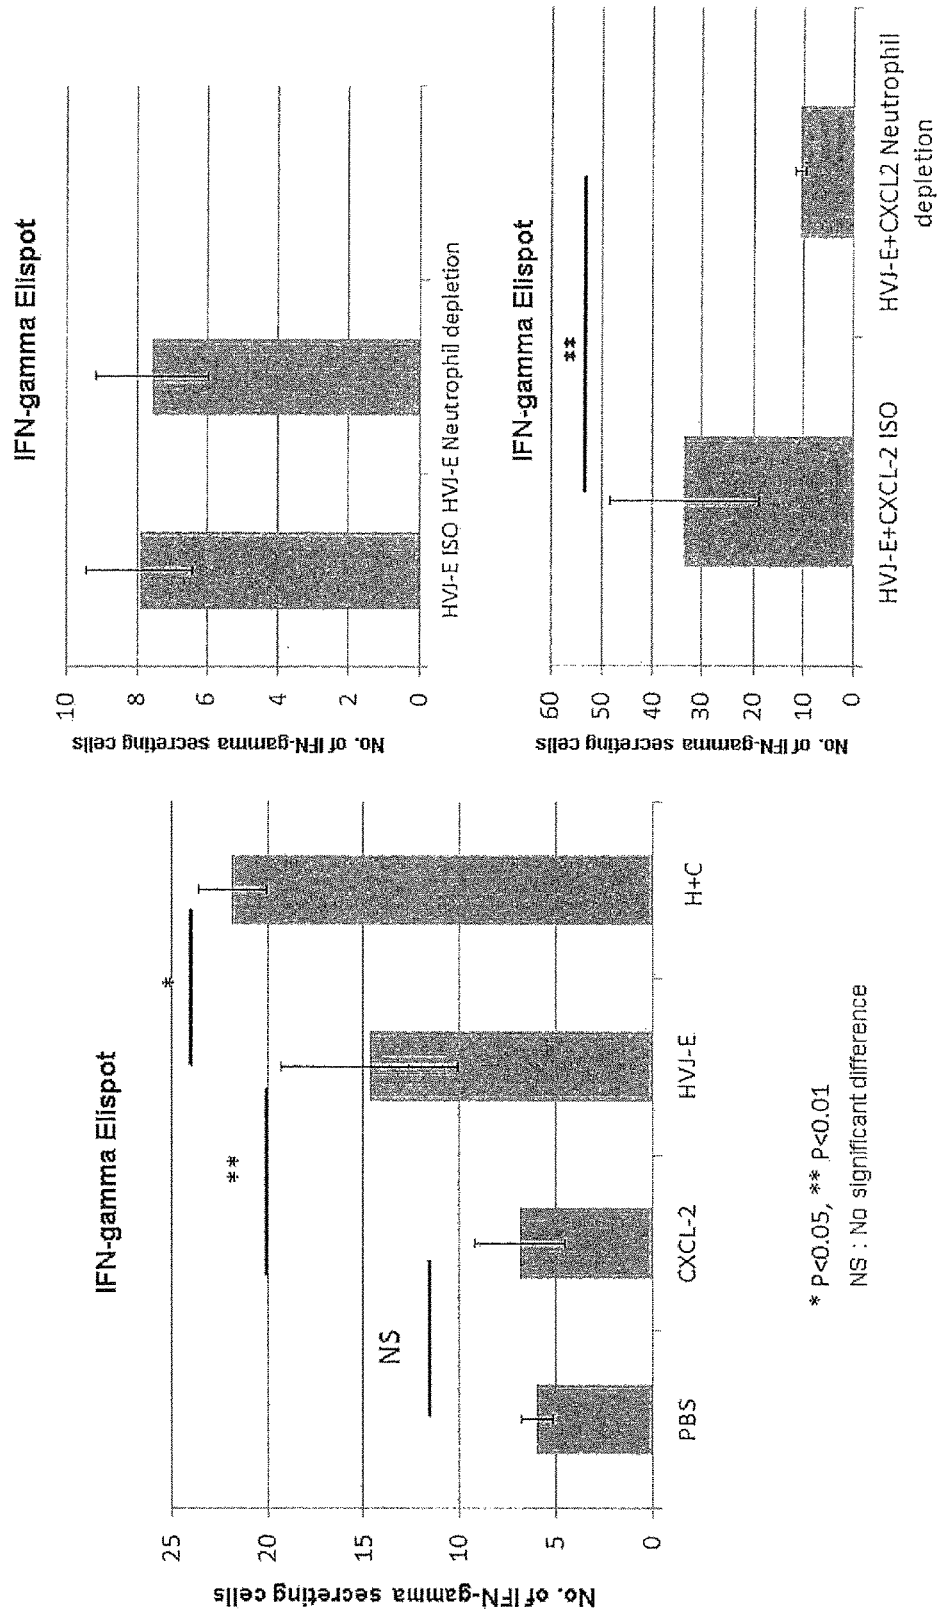 IFN-gamma Elispot
No. of IFN-gamma secreting cells
25
20
15
10
5
0
*
**
NS
PBS
CXCL-2
HVJ-E
H+C
* P<0.05, ** P<0.01
NS : No significant difference
IFN-gamma Elispot
No. of IFN-gamma secreting cells
10
8
6
4
2
0
HVJ-E ISO HVJ-E Neutrophil depletion
IFN-gamma Elispot
No. of IFN-gamma secreting cells
60
50
40
30
20
10
0
**
HVJ-E+CXCL-2 ISO
HVJ-E+CXCL2 Neutrophil
depletion